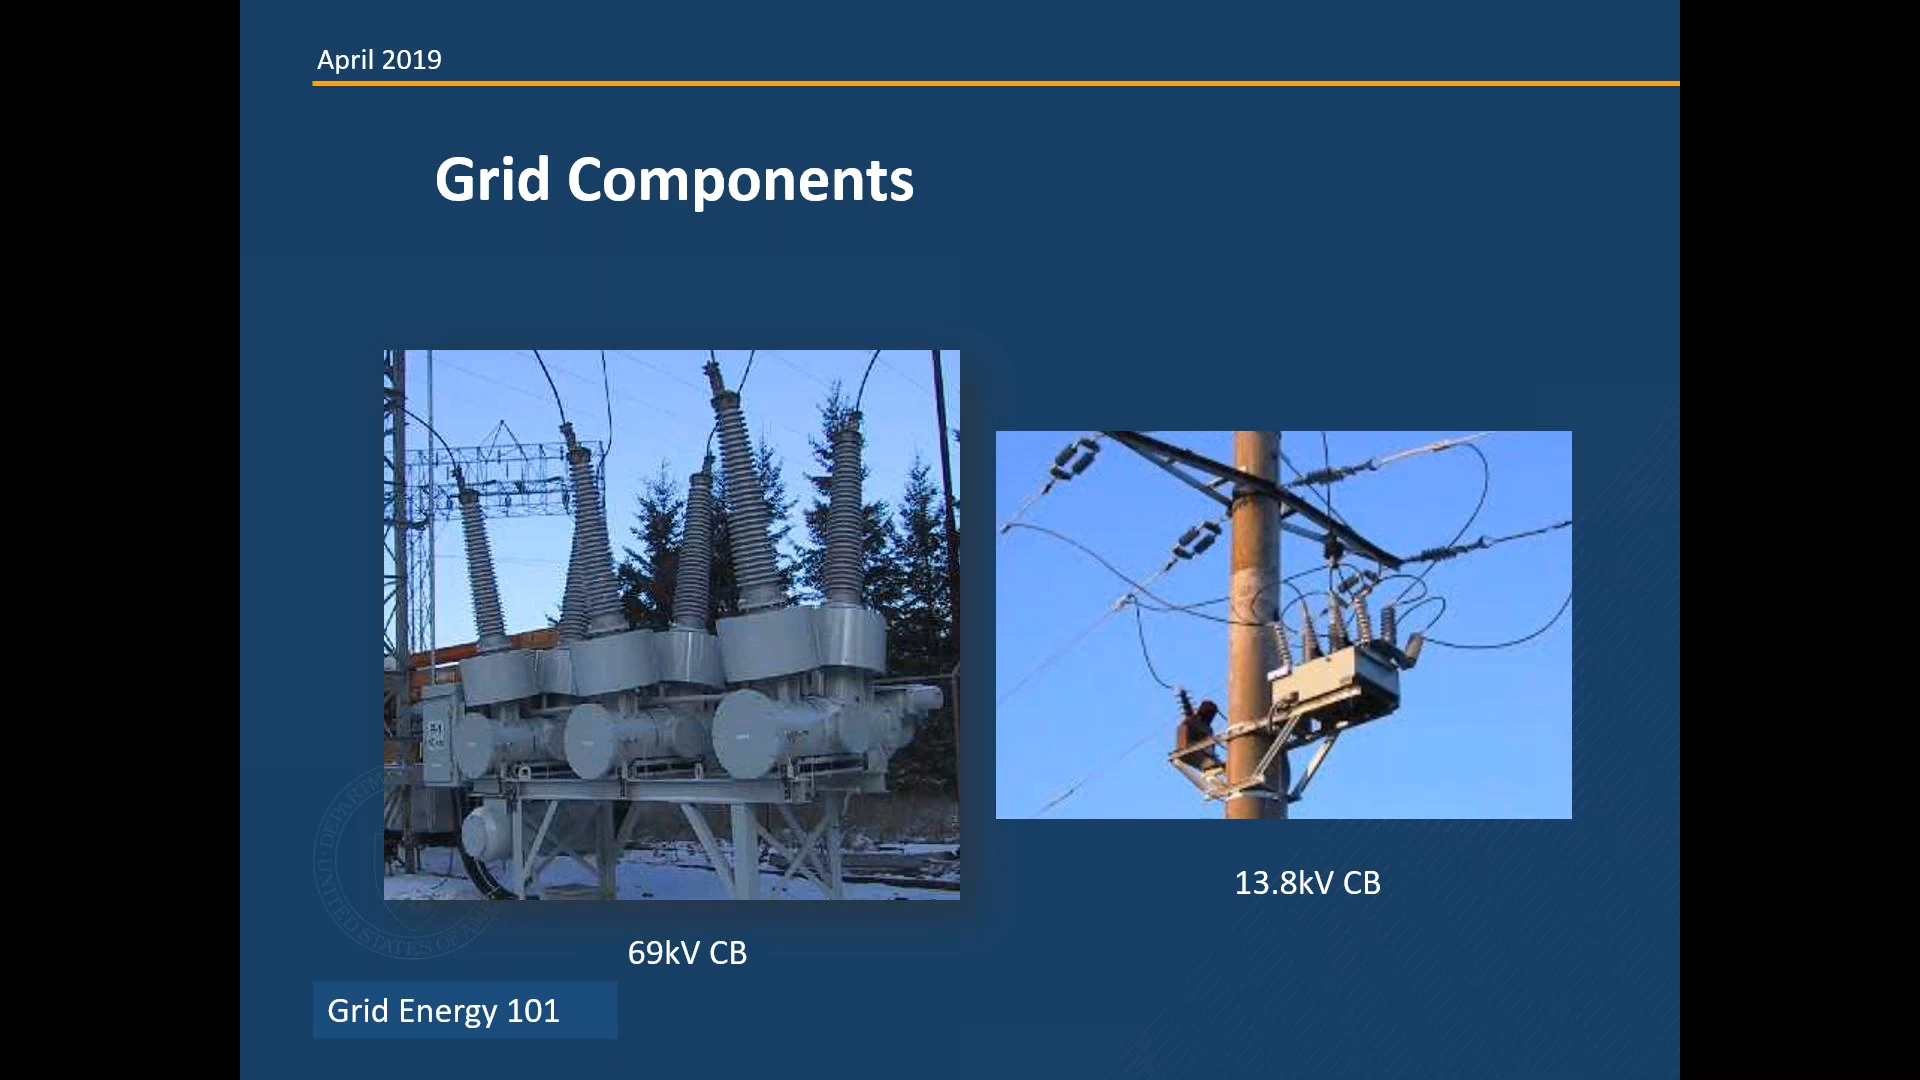 April 2019
Grid Components
13.8kV CB
69kV CB
Grid Energy 101